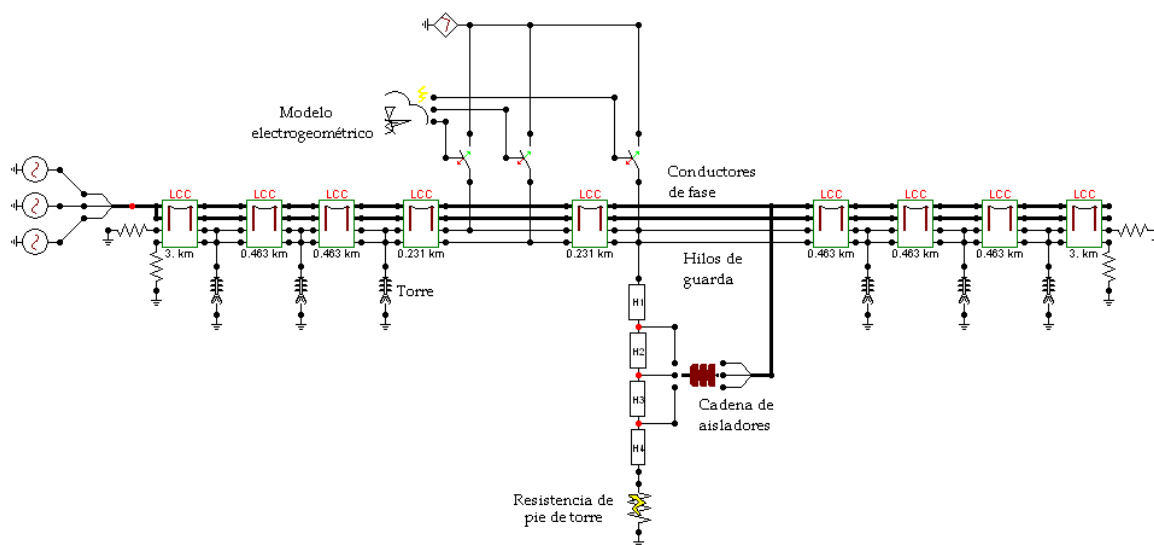 Modelo
electrogeométrico
Conductores
de fase
LCC
LCC
LCC
LCC
LCC
LCC
LCC
LCC
LCC
3. km
0.463 km
0.463 km
0.231 km
0.231 km
0.463 km
0.463 km
0.463 km
3. km
Hilos de
guarda
Torre
H1
H2
H3
H4
Cadena de
aisladores
Resistencia de
pie de torre